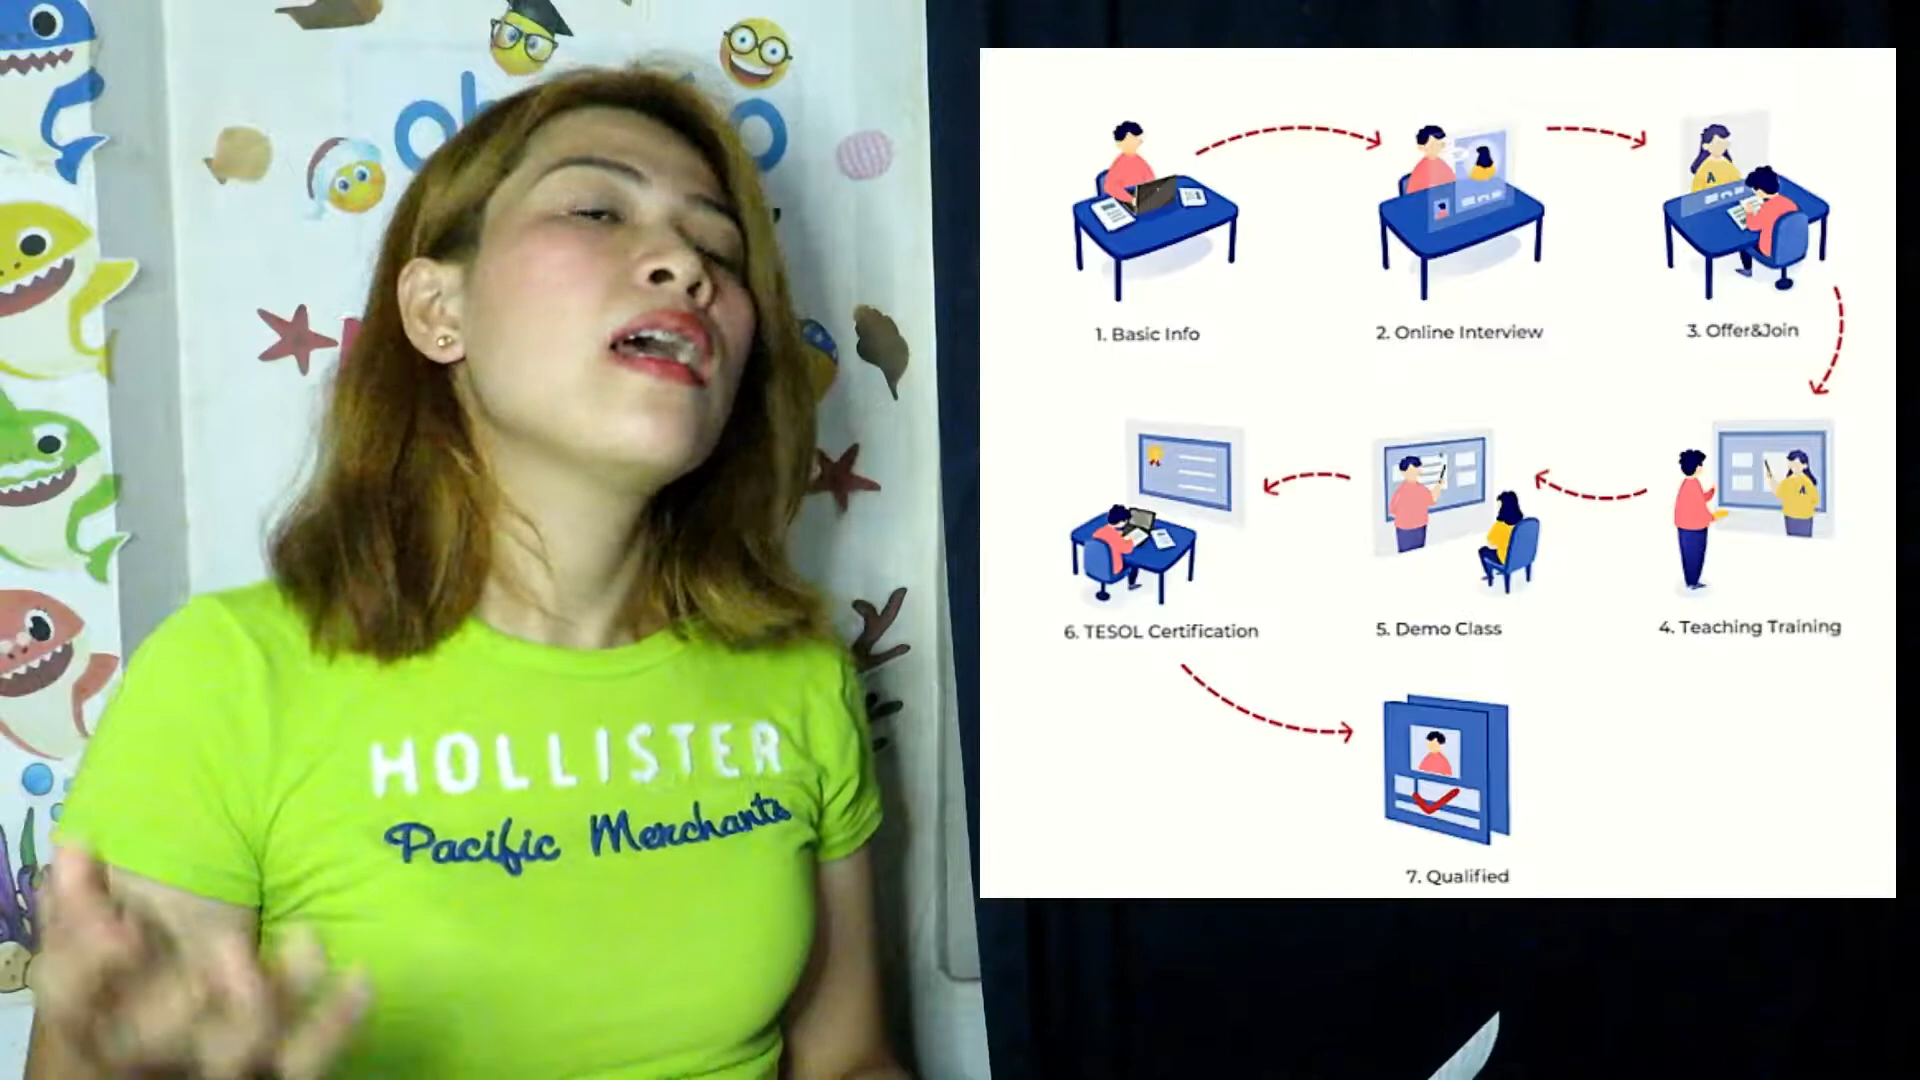 HOLLISTER
Pacific Merchants
1. Basic Info
2. Online Interview
3. Offer&Join
4. Teaching Training
5. Demo Class
6. TESOL Certification
7. Qualified